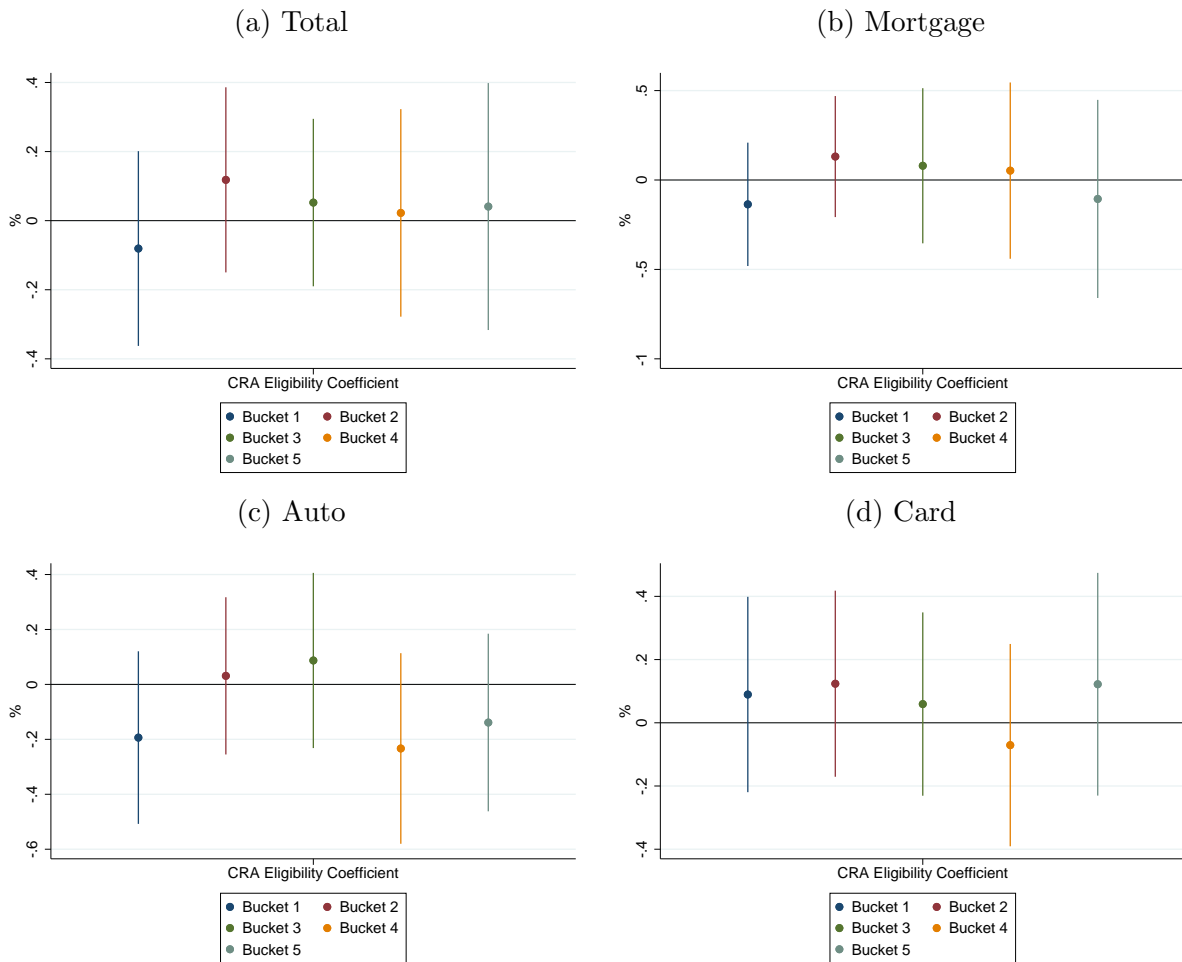 (a) Total
.4
.2
0
-.2
-.4
%
CRA Eligibility Coefficient
Bucket 1 Bucket 2
Bucket 3 Bucket 4
Bucket 5
(b) Mortgage
.5
0
-.5
-1
CRA Eligibility Coefficient
Bucket 1 Bucket 2
Bucket 3 Bucket 4
Bucket 5
(c) Auto
.4
.2
0
-.2
-.4
-.6
%
CRA Eligibility Coefficient
Bucket 1 Bucket 2
Bucket 3 Bucket 4
Bucket 5
(d) Card
.4
.2
0
-.2
-.4
%
CRA Eligibility Coefficient
Bucket 1 Bucket 2
Bucket 3 Bucket 4
Bucket 5